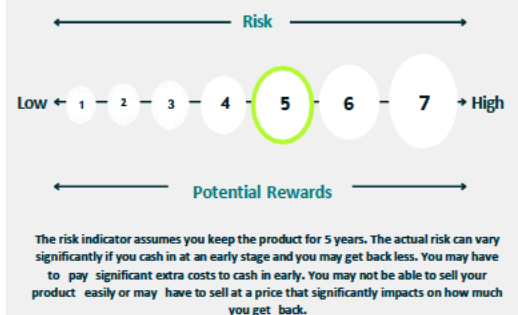 Risk
Low 1 2 3 4 5 6 7 High
Potential Rewards
The risk indicator assumes you keep the product for 5 years. The actual risk can vary
significantly if you cash in at an early stage and you may get back less. You may have
to pay significant extra costs to cash in early. You may not be able to sell your
product easily or may have to sell at a price that significantly impacts on how much
you get back.